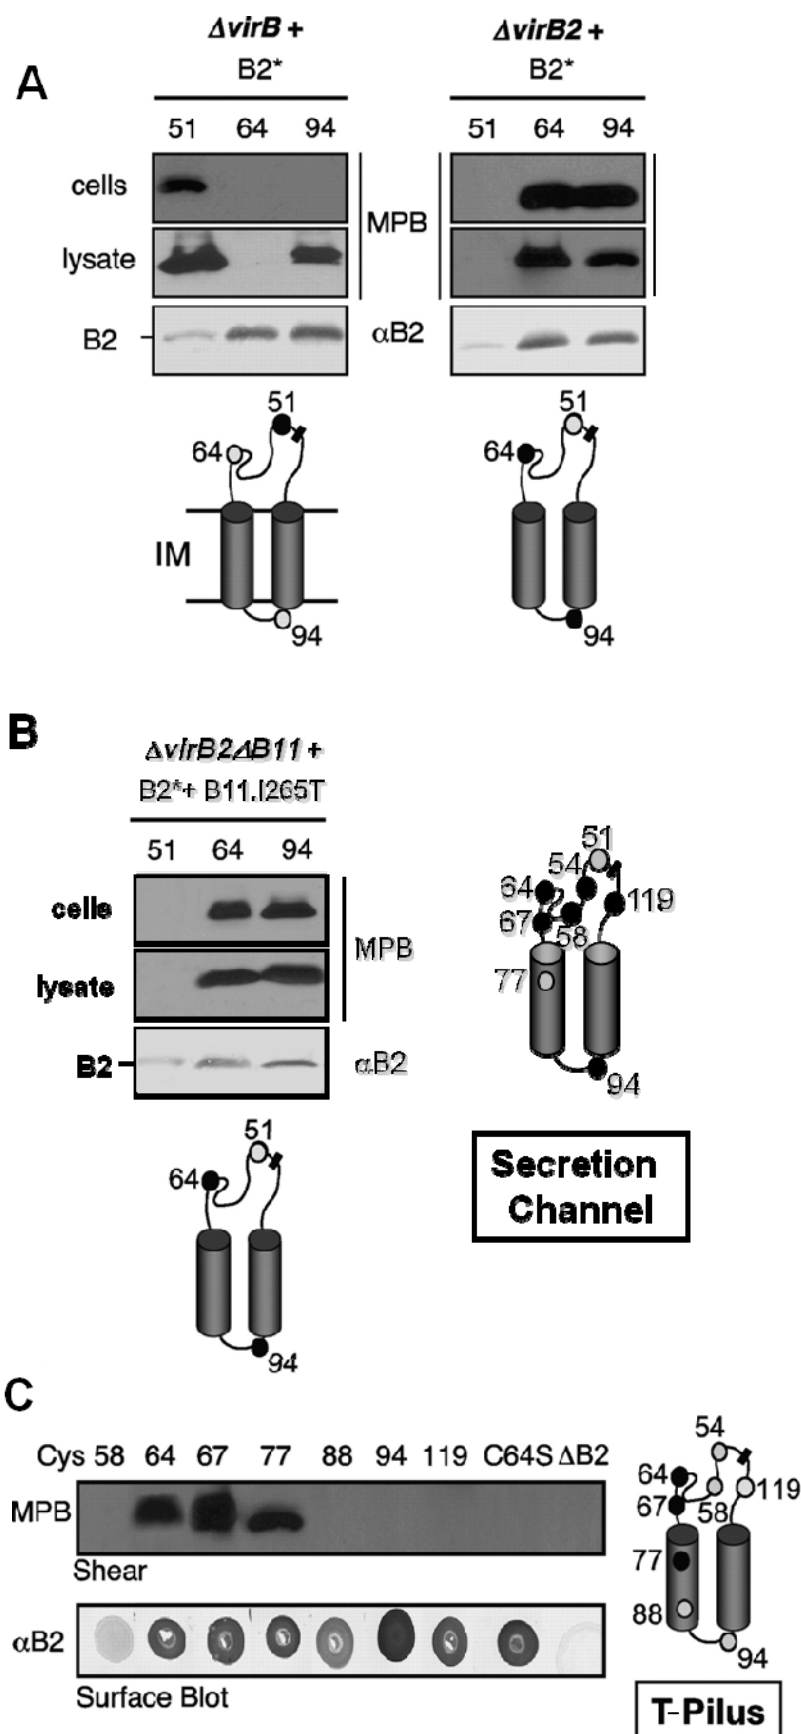 A
ΔvirB +
B2*
51 64 94
ΔvirB2 +
B2*
51 64 94
cells
lysate
MPB
B2
αB2
51
64
IM
94
51
64
94
B
ΔvirB2ΔB11 +
B2*+ B11.I265T
51 64 94
cells
lysate
MPB
B2
αB2
51
64
94
51
54
64
119
67
58
77
94
Secretion
Channel
C
Cys 58 64 67 77 88 94 119 C64S ΔB2
MPB
Shear
αB2
Surface Blot
54
64
119
67
58
77
88
94
T-Pilus